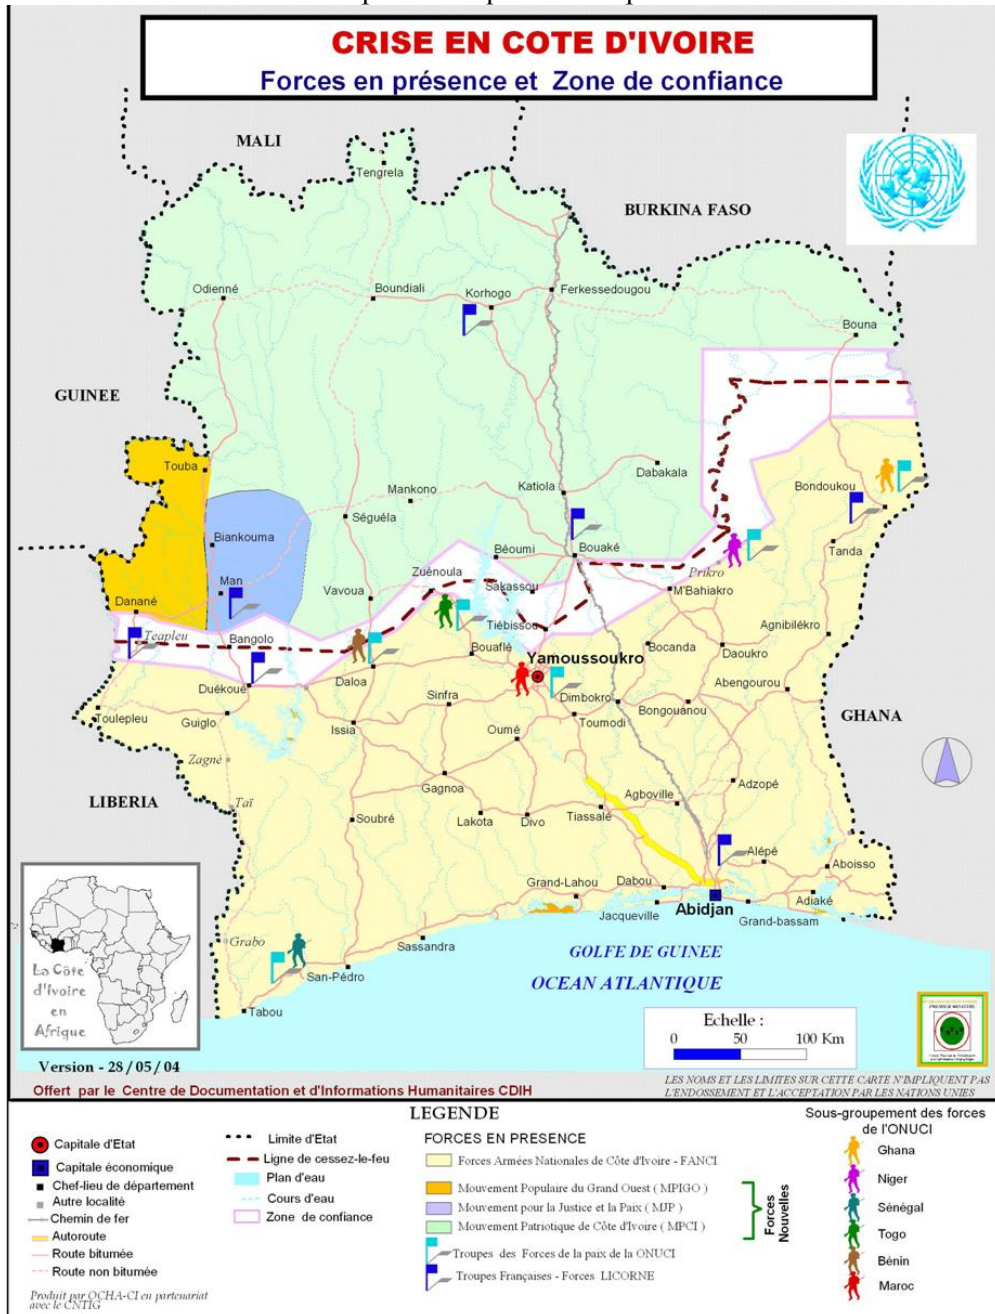 CRISE EN COTE D'IVOIRE
Forces en présence et Zone de confiance
MALI
Tengrela
BURKINA FASO
Odienné
Boundiali
Korhogo
Ferkessedougou
Bouna
GUINEE
Touba
Dabakala
Katiola
Mankono
Bondoukou
Séguéla
Biankouma
Béoumi
Bouaké
Tanda
Man
Zuénoula
Prikro
Vavoua
Sakassou
M'Bahiakro
Danané
Tiébissou
Agnibilékro
Teapleu
Bangolo
Bouaflé
Bocanda
Daoukro
Yamoussoukro
Duékoué
Daloa
Abengourou
Sinfra
Dimbokro
Bongouanou
Toulepleu
Guiglo
Issia
Toumodi
GHANA
Oumé
Zagné
Gagnoa
Adzopé
LIBERIA
Agboville
Taï
Soubré
Lakota
Divo
Tiassalé
Alépé
Aboisso
Grand-Lahou
Dabou
Adiaké
Jacqueville
Abidjan
Grand-bassam
Grabo
Sassandra
GOLFE DE GUINEE
San-Pédro
OCEAN ATLANTIQUE
Tabou
La Côte
d'Ivoire
en
Afrique
Echelle :
0 50 100 Km
Version - 28/05/04
Offert par le Centre de Documentation et d'Informations Humanitaires CDIH
LES NOMS ET LES LIMITES SUR CETTE CARTE N'IMPLIQUENT PAS
L'ENDOSSEMENT ET L'ACCEPTATION PAR LES NATIONS UNIES
LEGENDE
Capitale d'Etat
Capitale économique
Chef-lieu de département
Autre localité
Chemin de fer
Autoroute
Route bitumée
Route non bitumée
Produit par OCHA-CI en partenariat
avec le CNTIG
Limite d'Etat
Ligne de cessez-le-feu
Plan d'eau
Cours d'eau
Zone de confiance
FORCES EN PRESENCE
Forces Armées Nationales de Côte d'Ivoire - FANCI
Mouvement Populaire du Grand Ouest ( MPIGO )
Mouvement pour la Justice et la Paix ( MJP )
Mouvement Patriotique de Côte d'Ivoire ( MPCI )
Forces
Nouvelles
Troupes des Forces de la paix de la ONUCI
Troupes Françaises - Forces LICORNE
Sous-groupement des forces
de l'ONUCI
Ghana
Niger
Sénégal
Togo
Bénin
Maroc